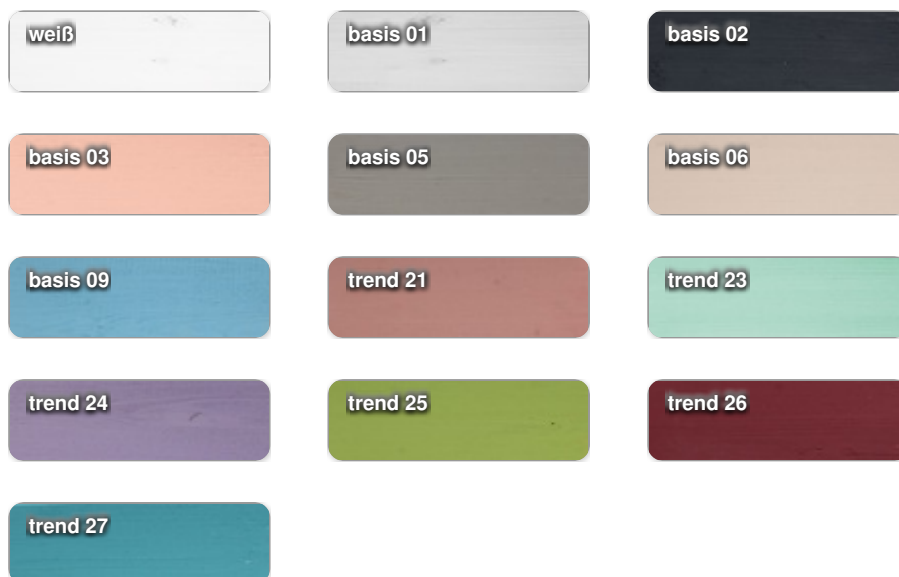 weiß
basis 01
basis 02
basis 03
basis 05
basis 06
basis 09
trend 21
trend 23
trend 24
trend 25
trend 26
trend 27